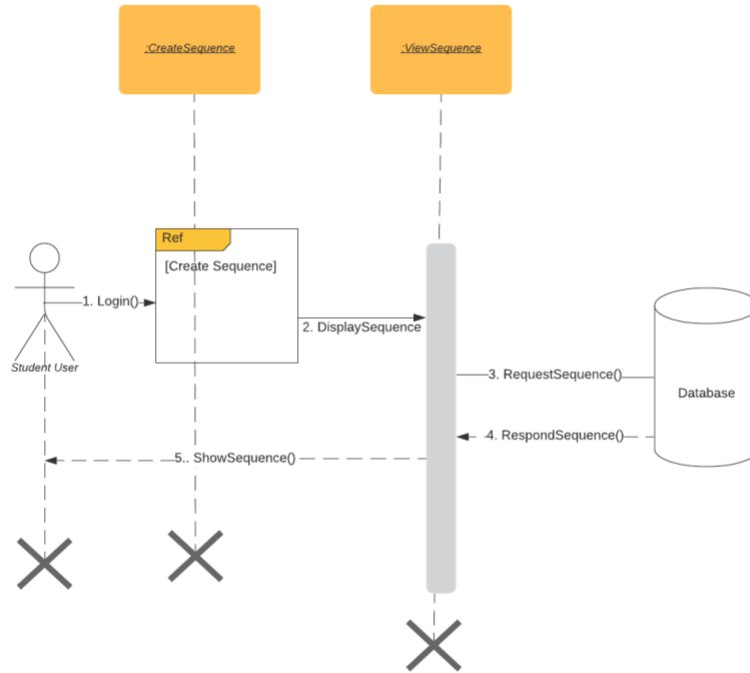 :CreateSequence
:ViewSequence
Ref
[Create Sequence]
1. Login()
2. DisplaySequence
Student User
3. RequestSequence()
Database
4. RespondSequence()
5.. ShowSequence()